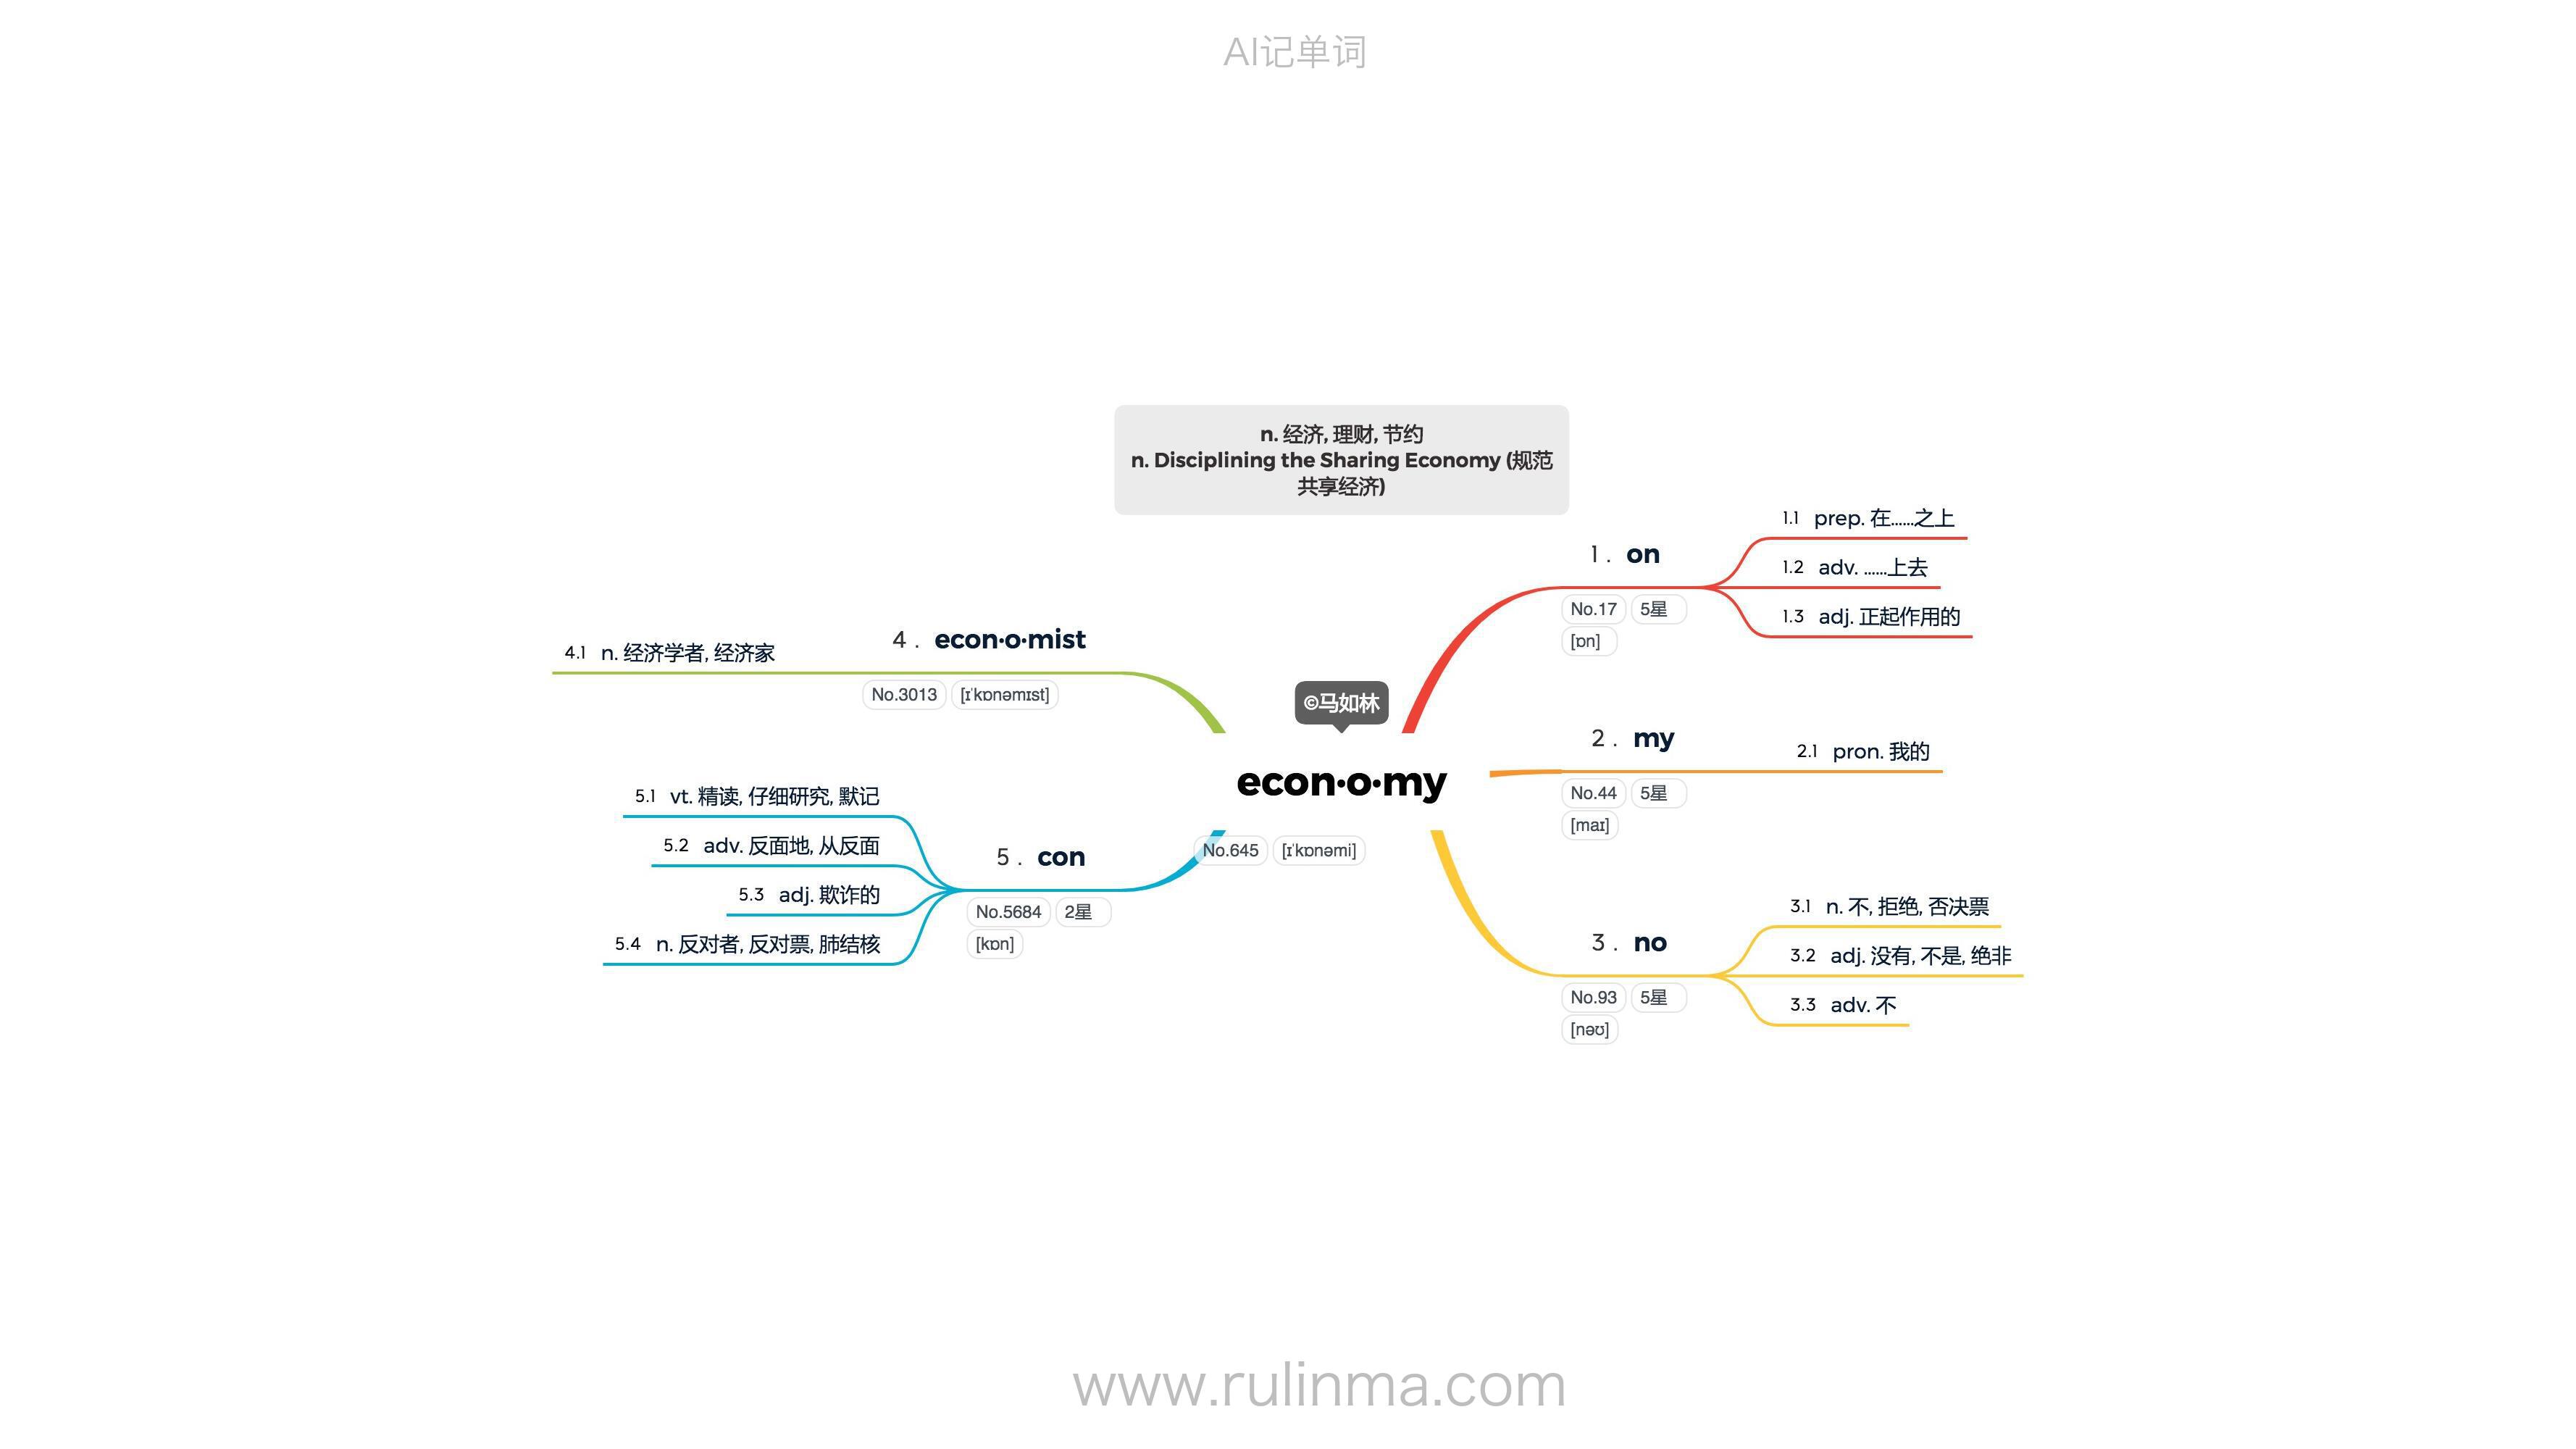 AI记单词
n. 经济, 理财, 节约
n. Disciplining the Sharing Economy (规范
共享经济)
©马如林
econ·o·my
No.645 [ɪˈkɒnəmi]
1 . on
No.17 5星
[ɒn]
1.1 prep. 在......之上
1.2 adv. ......上去
1.3 adj. 正起作用的
2 . my
No.44 5星
[maɪ]
2.1 pron. 我的
3 . no
No.93 5星
[nəʊ]
3.1 n. 不, 拒绝, 否决票
3.2 adj. 没有, 不是, 绝非
3.3 adv. 不
4 . econ·o·mist
No.3013 [ɪˈkɒnəmɪst]
4.1 n. 经济学者, 经济家
5 . con
No.5684 2星
[kɒn]
5.1 vt. 精读, 仔细研究, 默记
5.2 adv. 反面地, 从反面
5.3 adj. 欺诈的
5.4 n. 反对者, 反对票, 肺结核
www.rulinma.com